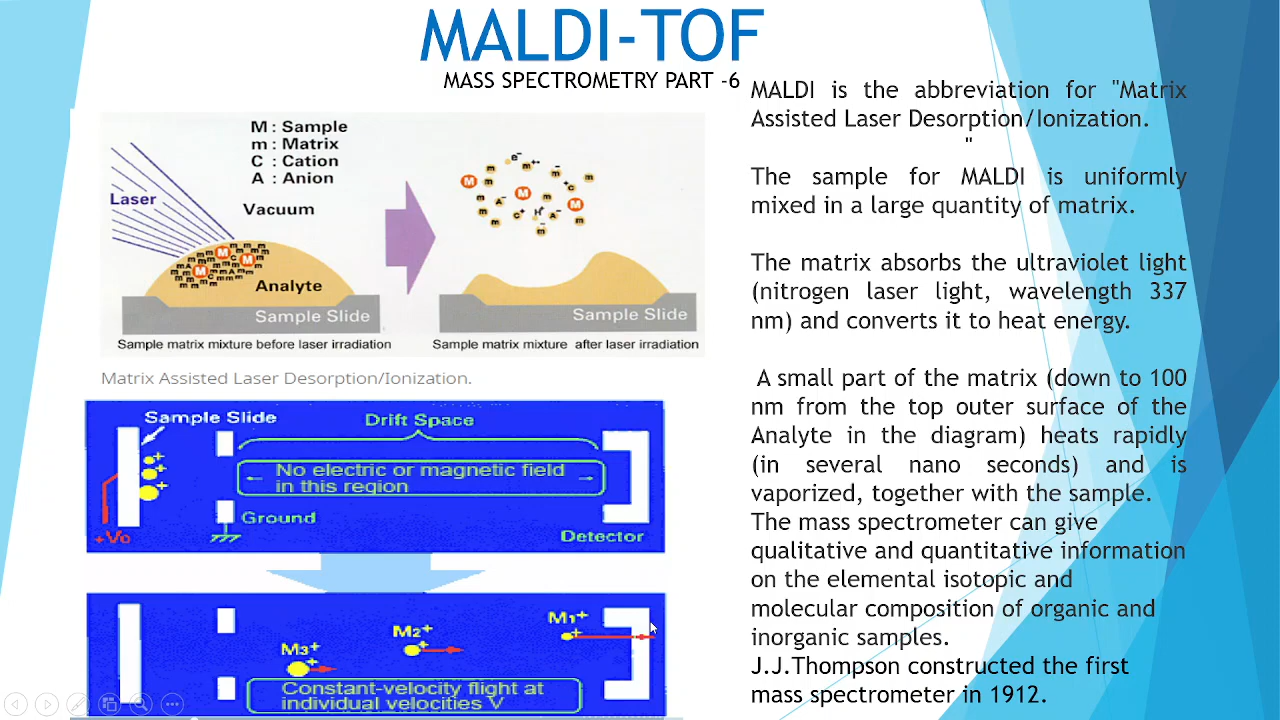 MALDI-TOF
MASS SPECTROMETRY PART -6
M : Sample
m : Matrix
C : Cation
A : Anion
Laser
Vacuum
Analyte
Sample Slide
Sample Slide
Sample matrix mixture before laser irradiation
Sample matrix mixture after laser irradiation
Matrix Assisted Laser Desorption/Ionization.
Sample Slide
Drift Space
No electric or magnetic field
in this region
Ground
+Vo
Detector
M1+
M2+
M3+
Constant-velocity flight at
individual velocities V
MALDI is the abbreviation for "Matrix
Assisted Laser Desorption/Ionization.
"
The sample for MALDI is uniformly
mixed in a large quantity of matrix.
The matrix absorbs the ultraviolet light
(nitrogen laser light, wavelength 337
nm) and converts it to heat energy.
A small part of the matrix (down to 100
nm from the top outer surface of the
Analyte in the diagram) heats rapidly
(in several nano seconds) and is
vaporized, together with the sample.
The mass spectrometer can give
qualitative and quantitative information
on the elemental isotopic and
molecular composition of organic and
inorganic samples.
J.J.Thompson constructed the first
mass spectrometer in 1912.